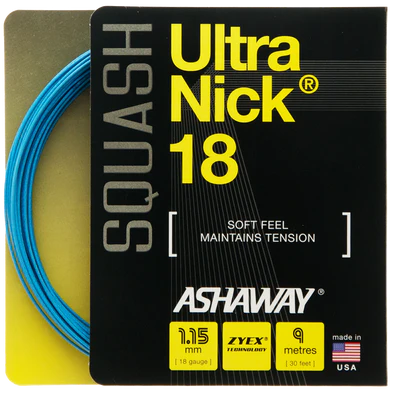 SQUASH
Ultra
Nick®
18
[ SOFT FEEL
MAINTAINS TENSION ]
ASHAWAY®
1.15
mm
[ 18 gauge ]
ZYEX®
TECHNOLOGY
9
metres
[ 30 feet ]
made in
USA